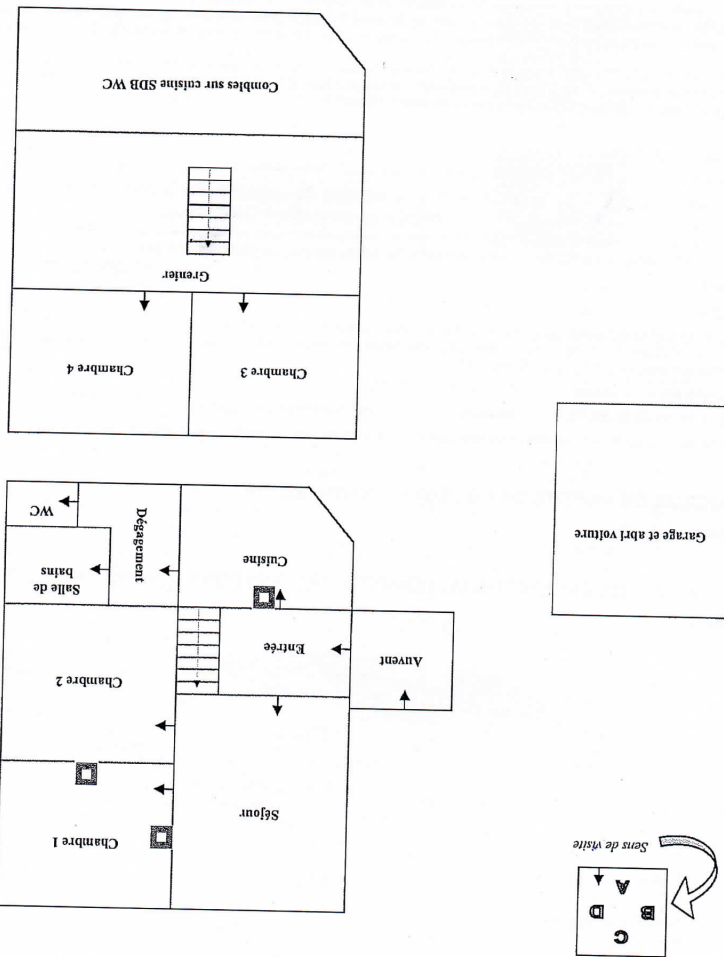 C
B D
A
Sens de visite
Séjour
Chambre 1
Chambre 2
Auvent
Entrée
Cuisine
Dégagement
Salle de
bains
WC
Garage et abri voiture
Chambre 3
Chambre 4
Grenier
Combles sur cuisine SDB WC